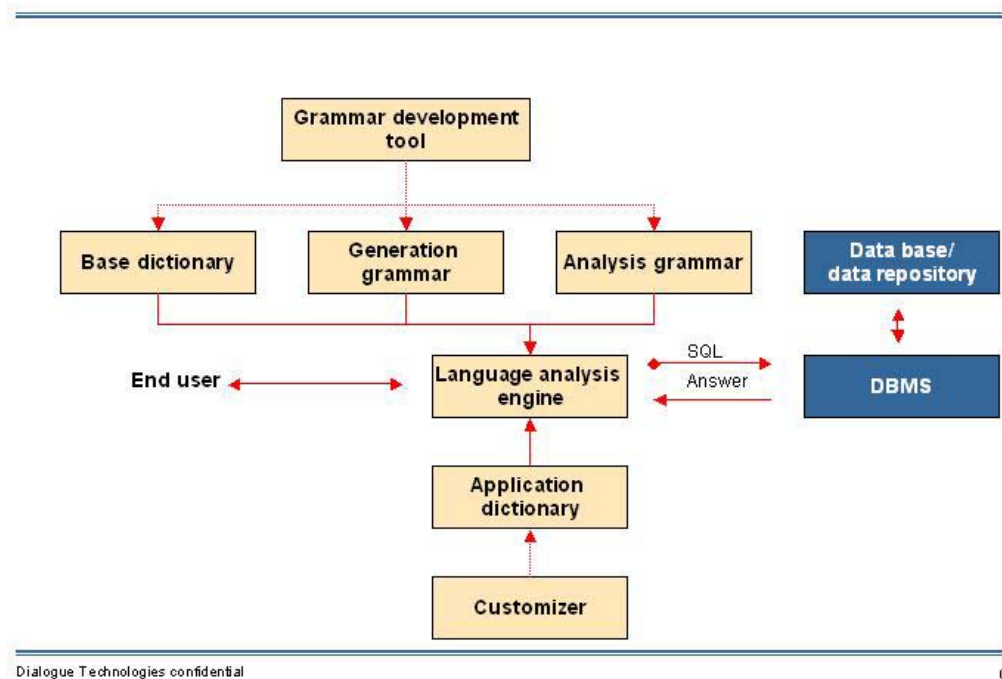 Grammar development
tool
Base dictionary
Generation
grammar
Analysis grammar
Data base/
data repository
End user
Language analysis
engine
SQL
Answer
DBMS
Application
dictionary
Customizer
Dialogue Technologies confidential